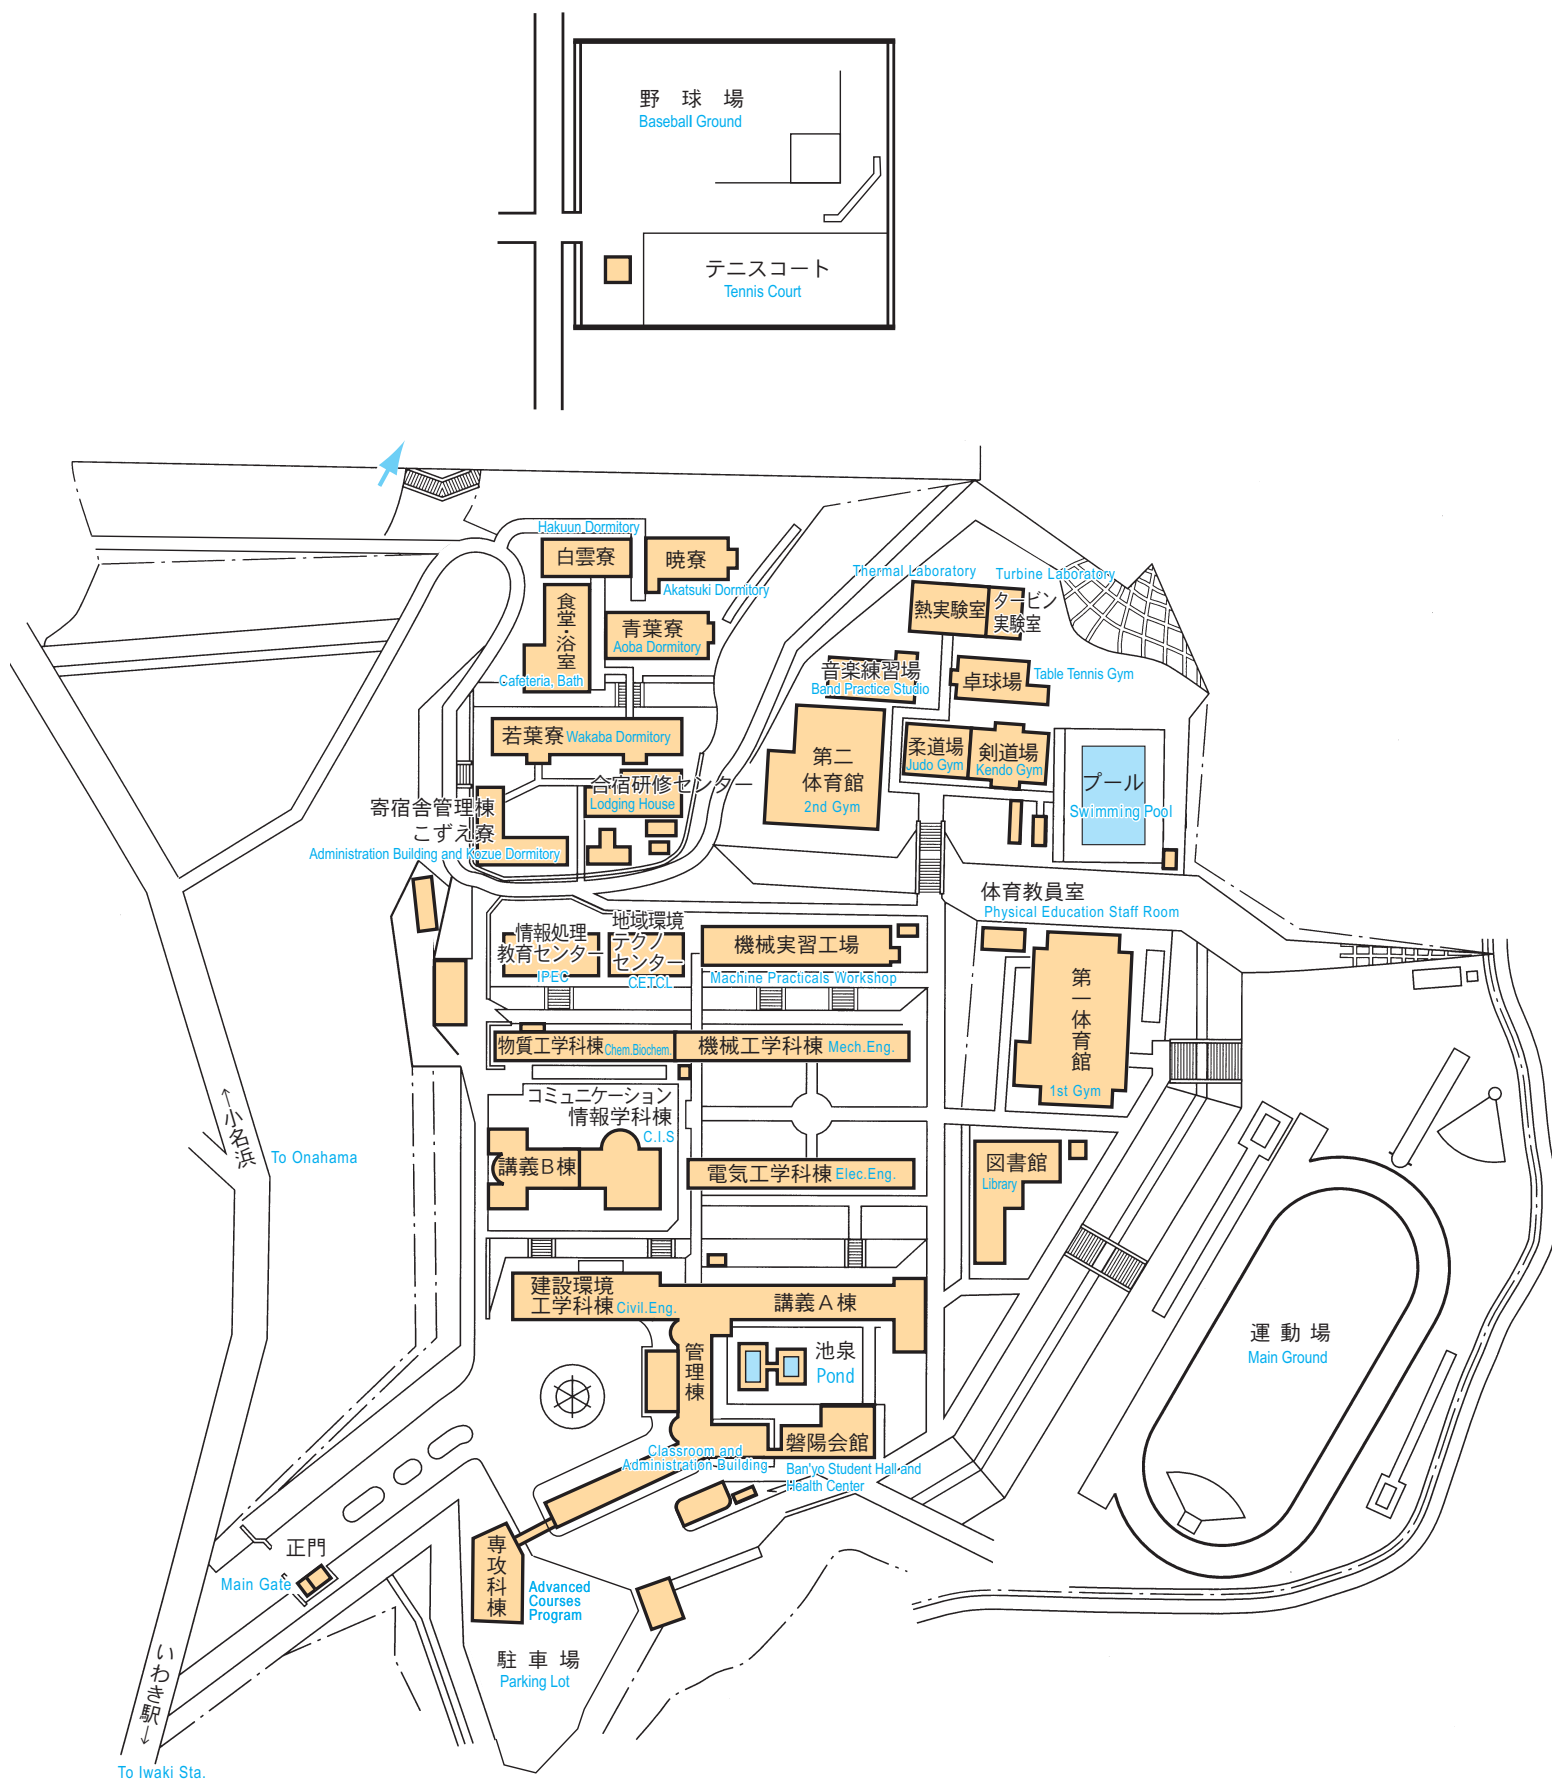 野球場
Baseball Ground
テニスコート
Tennis Court
Hakuun Dormitory
白雲寮
暁寮
Akatsuki Dormitory
食堂・浴室
Cafeteria, Bath
青葉寮
Aoba Dormitory
Thermal Laboratory
熱実験室
Turbine Laboratory
タービン
実験室
音楽練習場
Band Practice Studio
卓球場
Table Tennis Gym
若葉寮
Wakaba Dormitory
合宿研修センター
Lodging House
第二
体育館
2nd Gym
柔道場
Judo Gym
剣道場
Kendo Gym
プール
Swimming Pool
寄宿舎管理棟
こずえ寮
Administration Building and Kozue Dormitory
体育教員室
Physical Education Staff Room
情報処理
教育センター
IPEC
地域環境
テクノ
センター
CETCL
機械実習工場
Machine Practicals Workshop
第一体育館
1st Gym
物質工学科棟
Chem.Biochem.
機械工学科棟
Mech.Eng.
コミュニケーション
情報学科棟
C.I.S
講義B棟
電気工学科棟
Elec.Eng.
図書館
Library
←小名浜
To Onahama
建設環境
工学科棟
Civil.Eng.
講義A棟
管理棟
池泉
Pond
運動場
Main Ground
磐陽会館
Classroom and
Administration Building
Ban'yo Student Hall and
Health Center
正門
Main Gate
専攻科棟
Advanced
Courses
Program
駐車場
Parking Lot
いわき駅→
To Iwaki Sta.